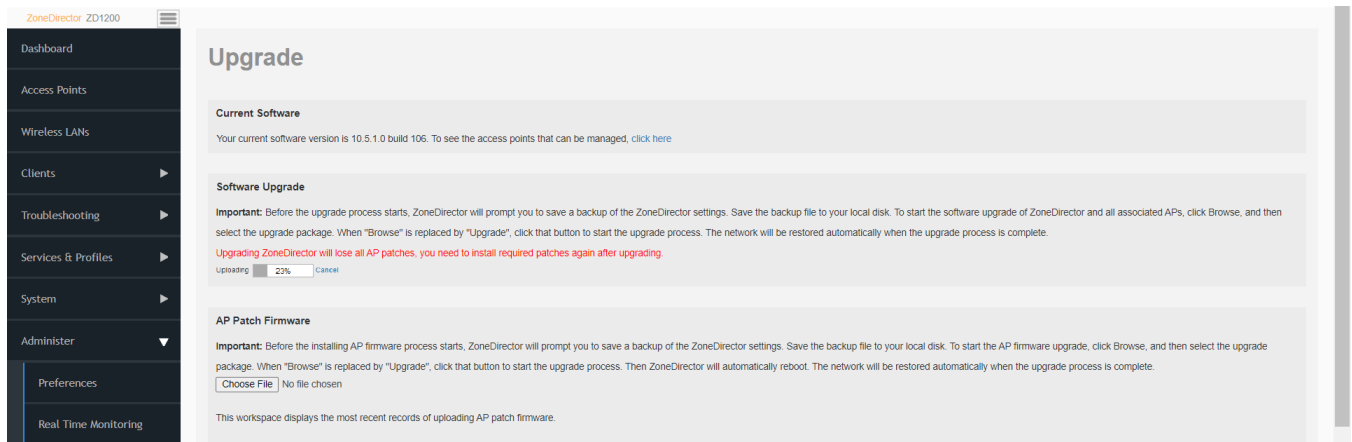 ZoneDirector ZD1200
Dashboard
Access Points
Wireless LANs
Clients
Troubleshooting
Services & Profiles
System
Administer
Preferences
Real Time Monitoring
Upgrade
Current Software
Your current software version is 10.5.1.0 build 106. To see the access points that can be managed, click here
Software Upgrade
Important: Before the upgrade process starts, ZoneDirector will prompt you to save a backup of the ZoneDirector settings. Save the backup file to your local disk. To start the software upgrade of ZoneDirector and all associated APs, click Browse, and then
select the upgrade package. When "Browse" is replaced by "Upgrade", click that button to start the upgrade process. The network will be restored automatically when the upgrade process is complete.
Upgrading ZoneDirector will lose all AP patches, you need to install required patches again after upgrading.
Uploading 23% Cancel
AP Patch Firmware
Important: Before the installing AP firmware process starts, ZoneDirector will prompt you to save a backup of the ZoneDirector settings. Save the backup file to your local disk. To start the AP firmware upgrade, click Browse, and then select the upgrade
package. When "Browse" is replaced by "Upgrade", click that button to start the upgrade process. Then ZoneDirector will automatically reboot. The network will be restored automatically when the upgrade process is complete.
Choose File No file chosen
This workspace displays the most recent records of uploading AP patch firmware.